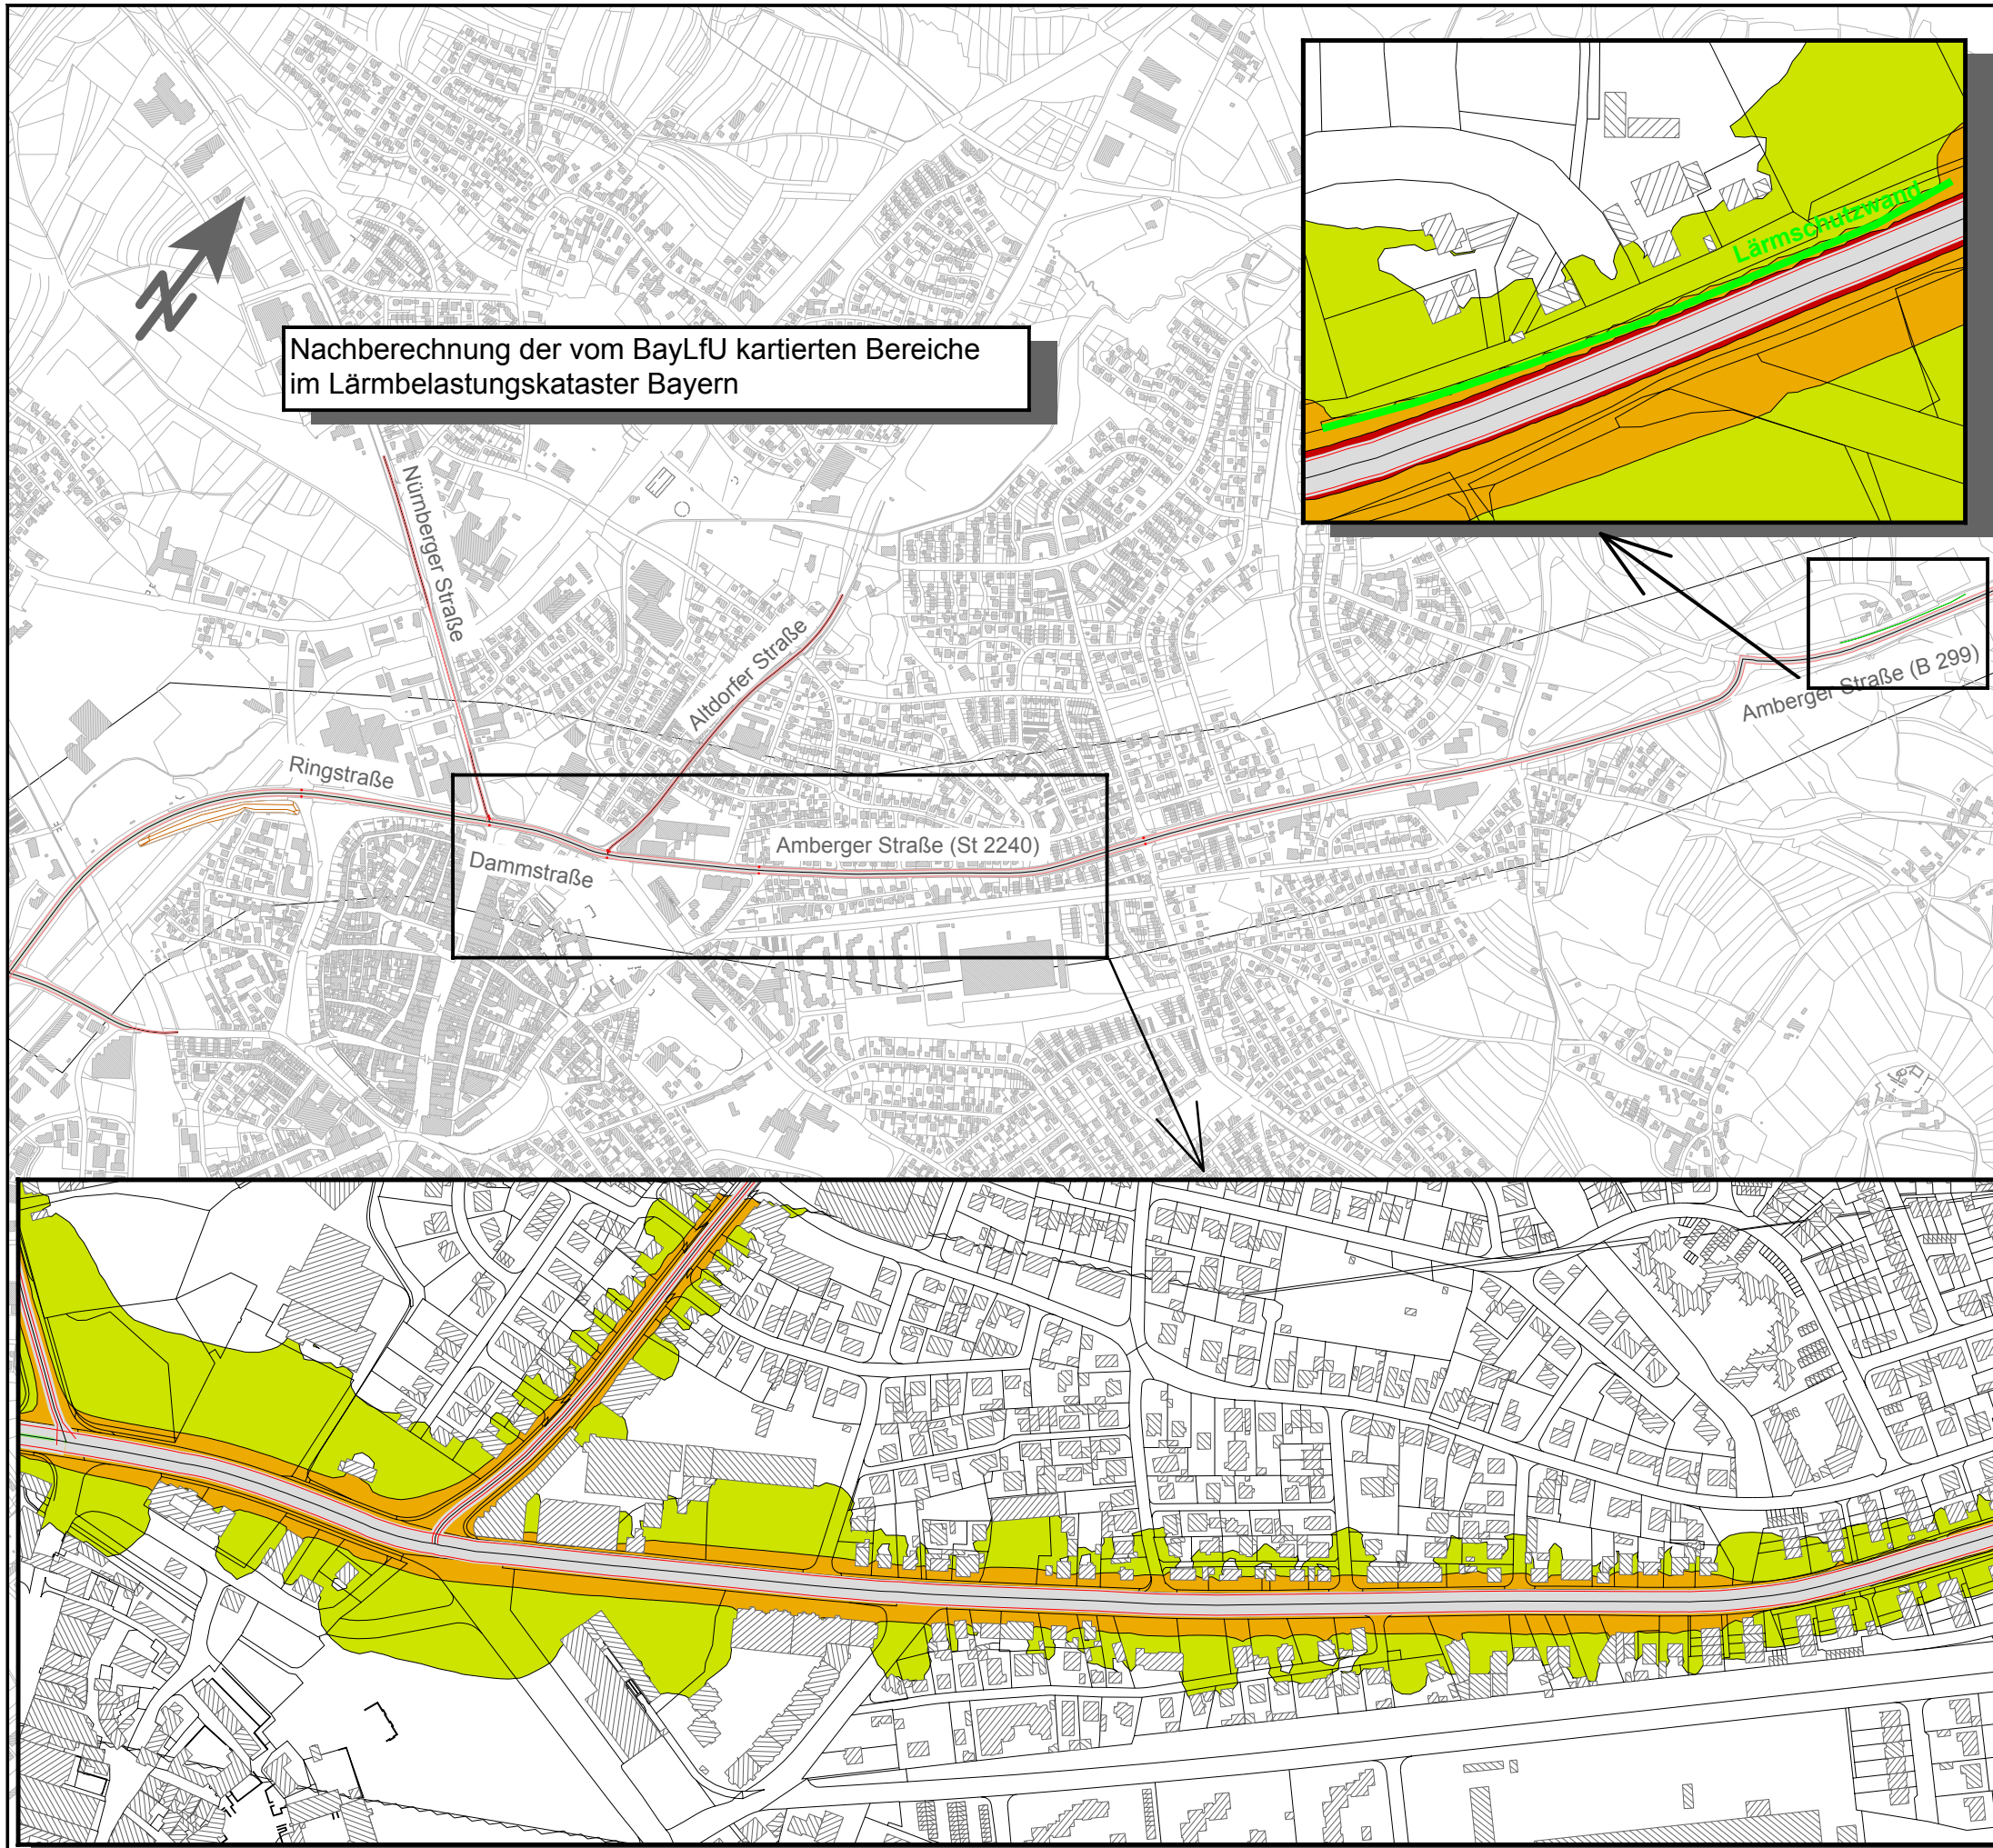 Lärmschutzwand
Nachberechnung der vom BayLfU kartierten Bereiche
im Lärmbelastungskataster Bayern
Nürnberger Straße
Altdorfer Straße
Amberger Straße (B 299)
Ringstraße
Amberger Straße (St 2240)
Dammstraße